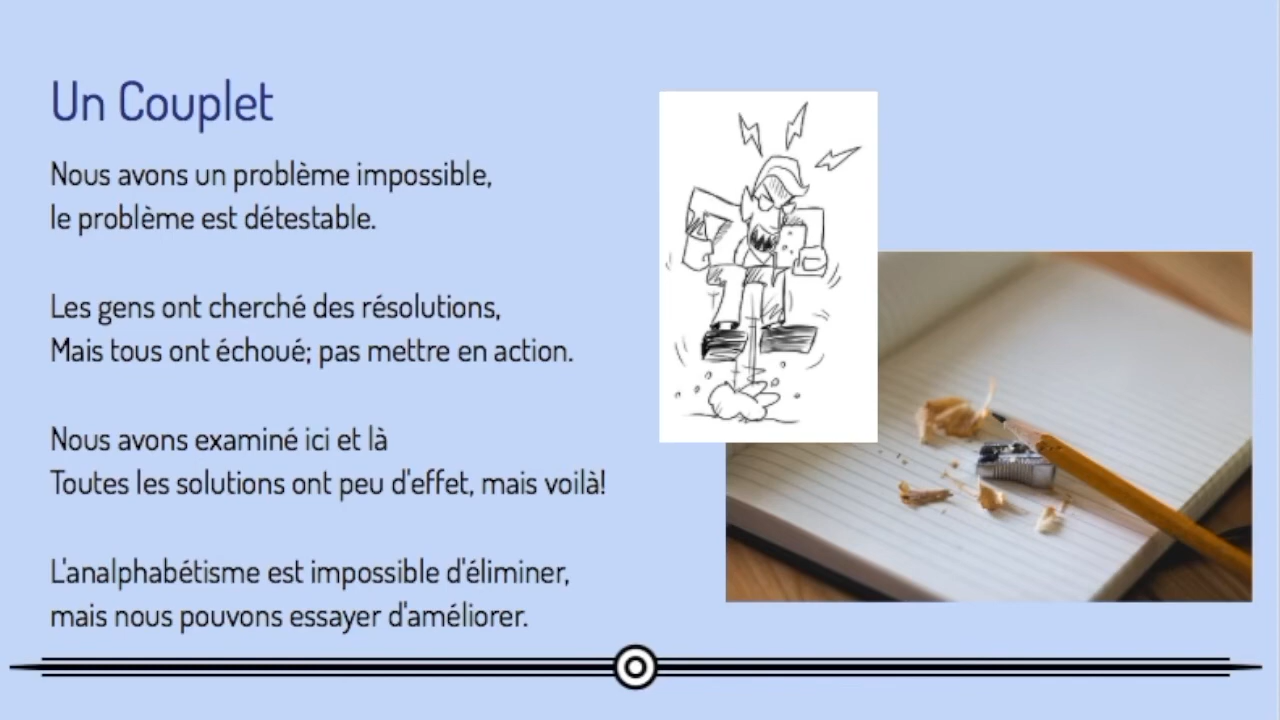 Un Couplet
Nous avons un problème impossible,
le problème est détestable.
Les gens ont cherché des résolutions,
Mais tous ont échoué; pas mettre en action.
Nous avons examiné ici et là
Toutes les solutions ont peu d'effet, mais voilà!
L'analphabétisme est impossible d'éliminer,
mais nous pouvons essayer d'améliorer.